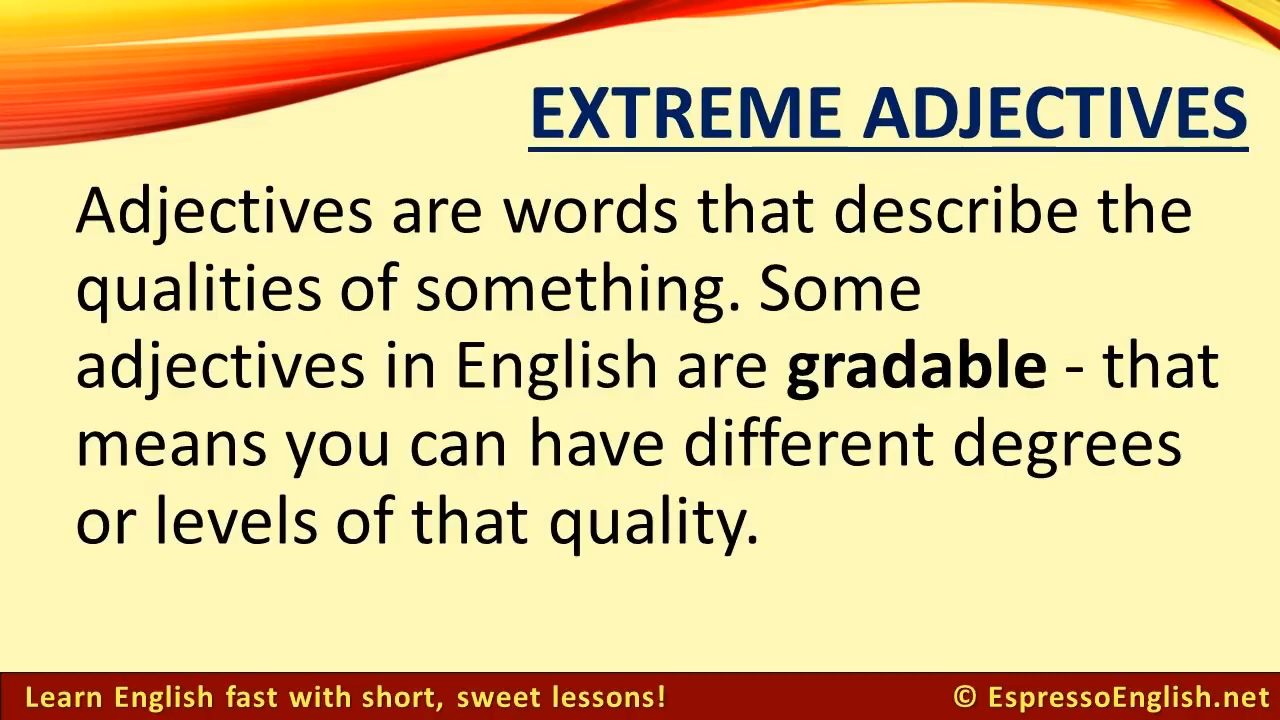 EXTREME ADJECTIVES
Adjectives are words that describe the
qualities of something. Some
adjectives in English are gradable - that
means you can have different degrees
or levels of that quality.
Learn English fast with short, sweet lessons!
© EspressoEnglish.net